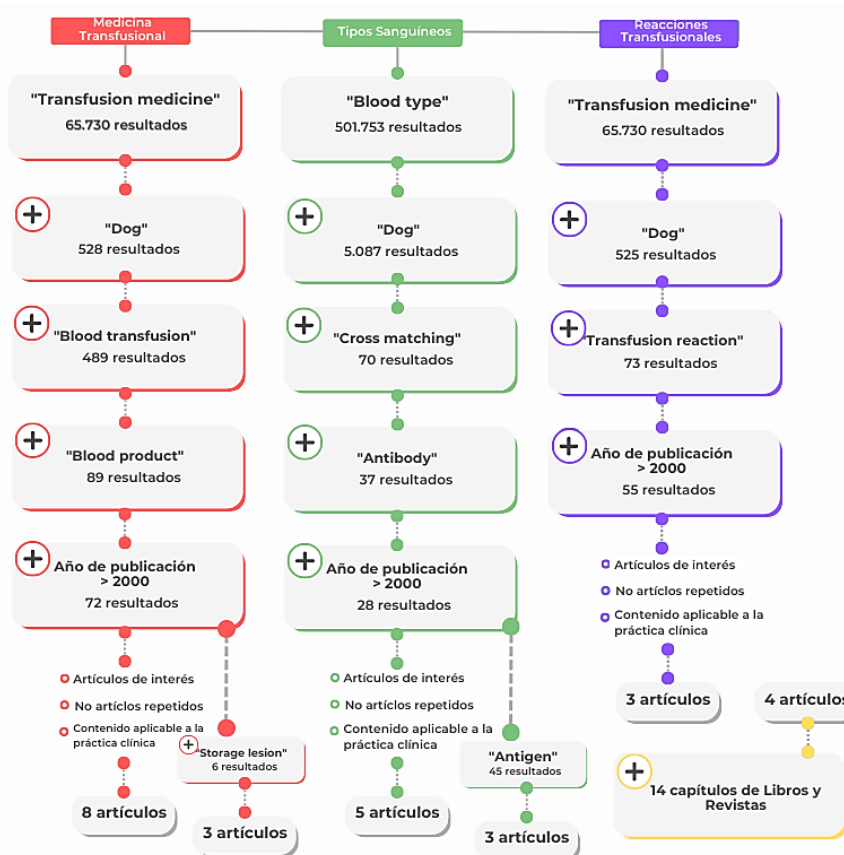 Medicina
Transfusional
"Transfusion medicine"
65.730 resultados
+
"Dog"
528 resultados
+
"Blood transfusion"
489 resultados
+
"Blood product"
89 resultados
+
Año de publicación
> 2000
72 resultados
Artículos de interés
No artíclos repetidos
Contenido aplicable a la
práctica clínica
8 artículos
+
"Storage lesion"
6 resultados
3 artículos
Tipos Sanguíneos
"Blood type"
501.753 resultados
+
"Dog"
5.087 resultados
+
"Cross matching"
70 resultados
+
"Antibody"
37 resultados
+
Año de publicación
> 2000
28 resultados
Artículos de interés
No artíclos repetidos
Contenido aplicable a la
práctica clínica
5 artículos
"Antigen"
45 resultados
3 artículos
Reacciones
Transfusionales
"Transfusion medicine"
65.730 resultados
+
"Dog"
525 resultados
+
"Transfusion reaction"
73 resultados
+
Año de publicación
> 2000
55 resultados
Artículos de interés
No artíclos repetidos
Contenido aplicable a la
práctica clínica
3 artículos
4 artículos
+
14 capítulos de Libros y
Revistas